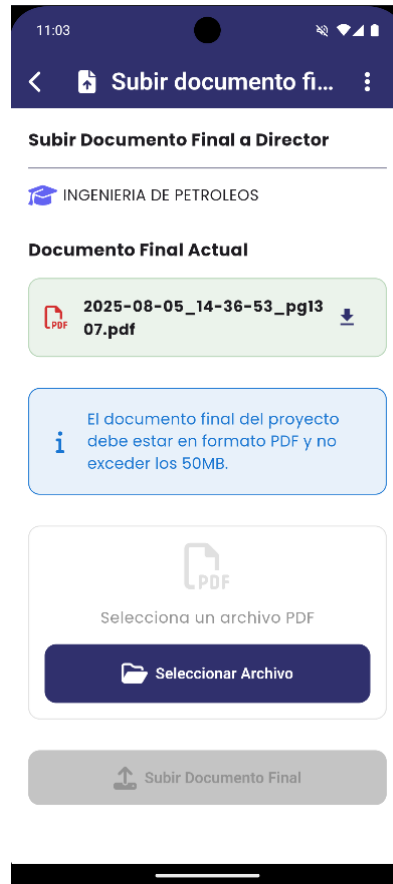 11:03
Subir documento fi...
Subir Documento Final a Director
INGENIERIA DE PETROLEOS
Documento Final Actual
PDF
2025-08-05_14-36-53_pg13
07.pdf
El documento final del proyecto
debe estar en formato PDF y no
exceder los 50MB.
PDF
Selecciona un archivo PDF
Seleccionar Archivo
Subir Documento Final